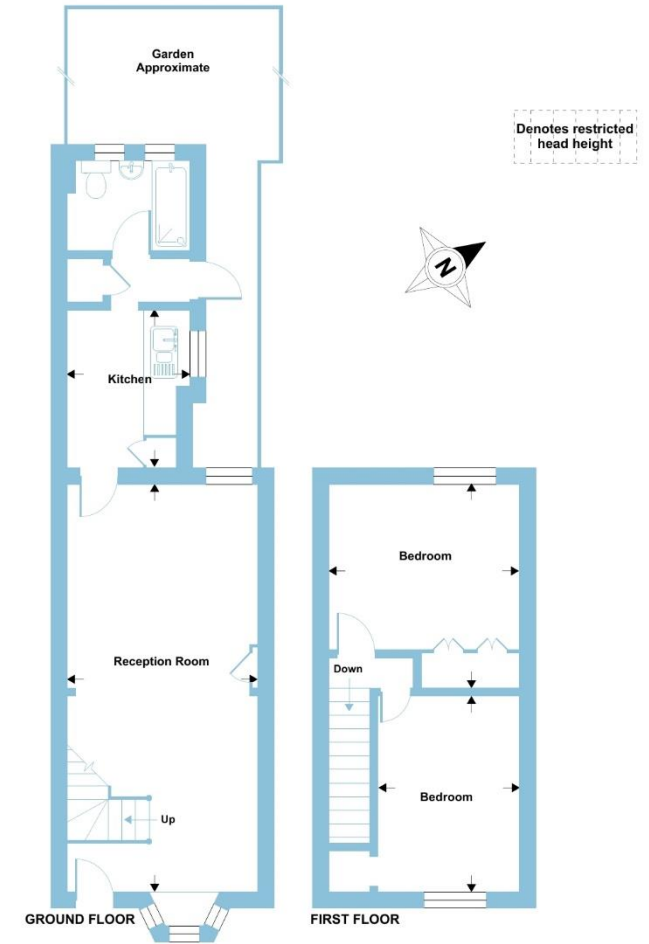 Garden
Approximate
Denotes restricted
head height
N
Kitchen
Reception Room
Up
GROUND FLOOR
Bedroom
Down
Bedroom
FIRST FLOOR